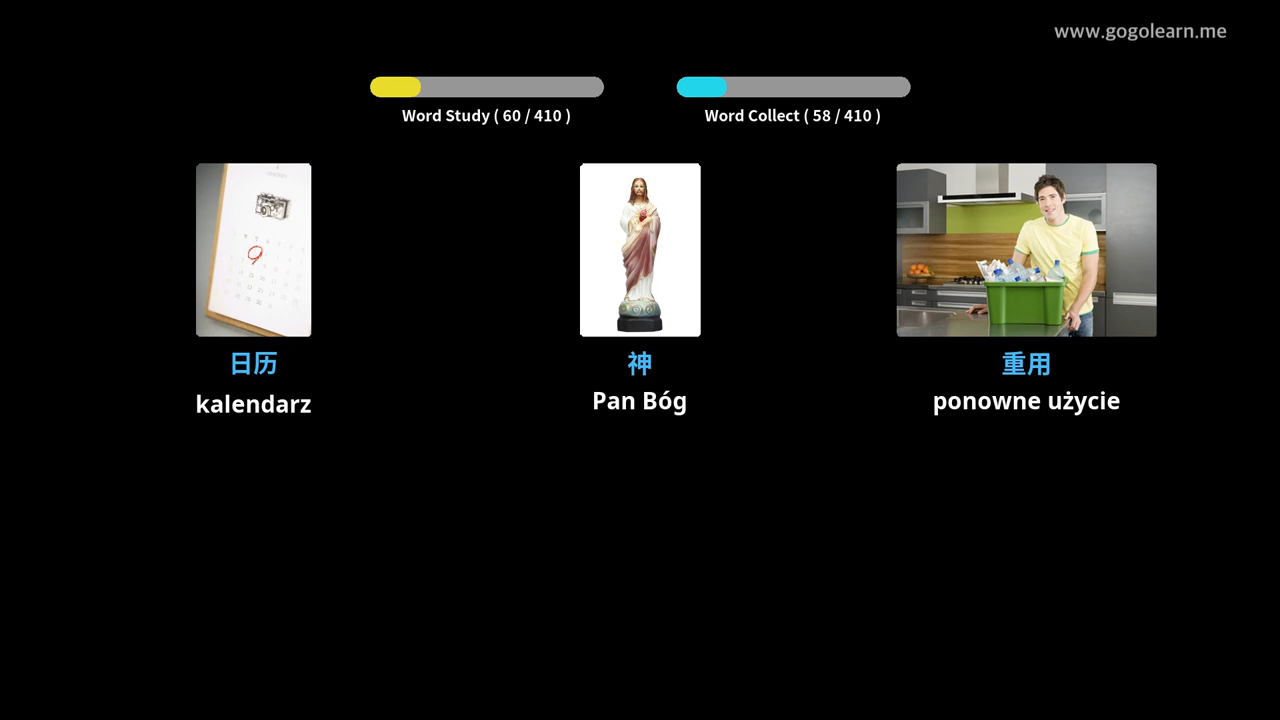 www.gogolearn.me
Word Study ( 60 / 410 )
Word Collect ( 58 / 410 )
日历
神
重用
kalendarz
Pan Bóg
ponowne użycie